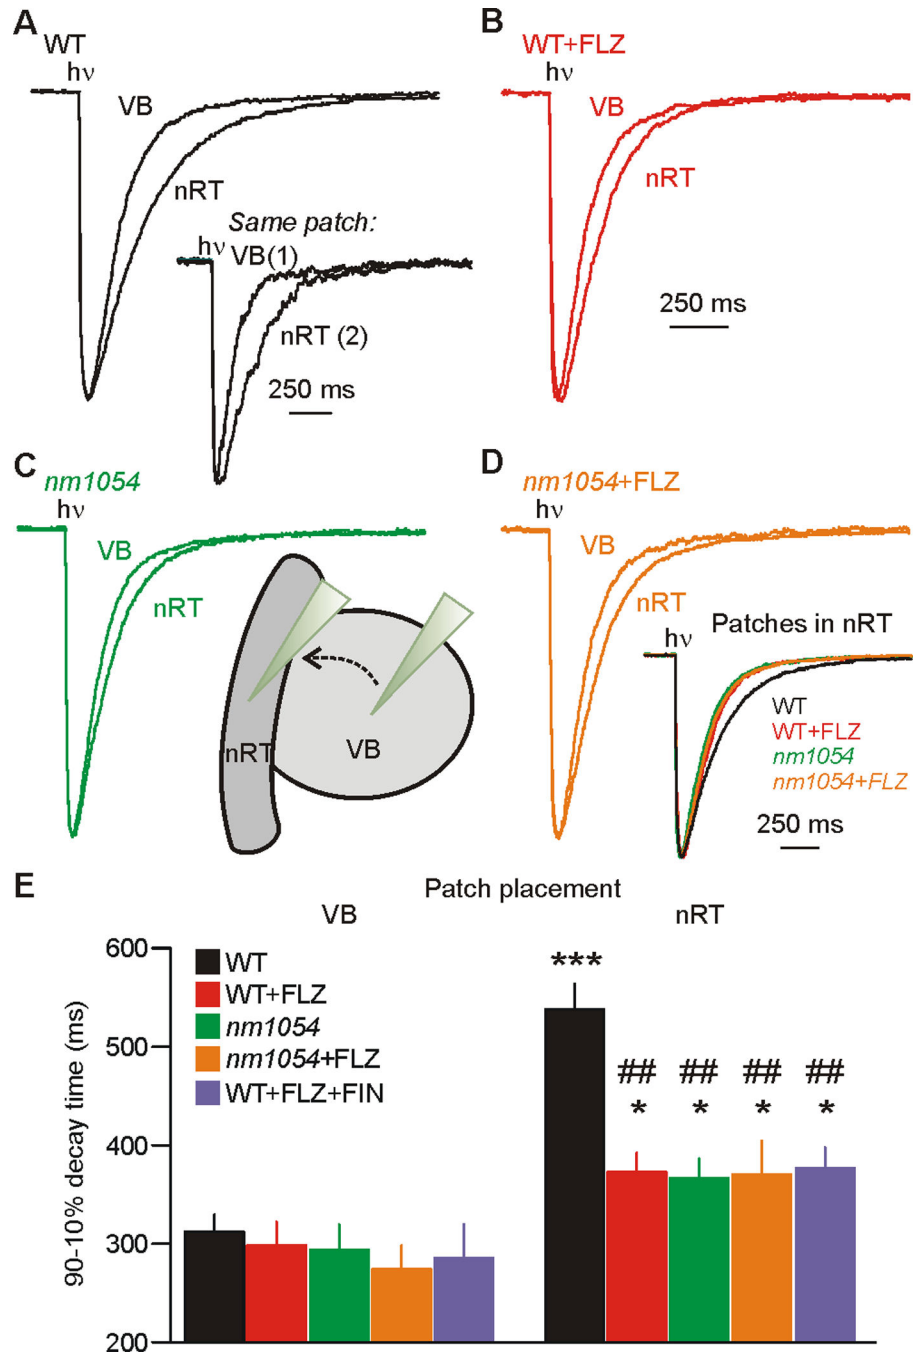 A
WT
hν
VB
nRT
Same patch:
hν
VB(1)
nRT (2)
250 ms
B
WT+FLZ
hν
VB
nRT
250 ms
C
nm1054
hν
VB
nRT
nRT
VB
D
nm1054+FLZ
hν
VB
nRT
Patches in nRT
hν
WT
WT+FLZ
nm1054
nm1054+FLZ
250 ms
E
Patch placement
VB
nRT
90-10% decay time (ms)
600
500
400
300
200
WT
WT+FLZ
nm1054
nm1054+FLZ
WT+FLZ+FIN
***
## ## ## ##
* * * *